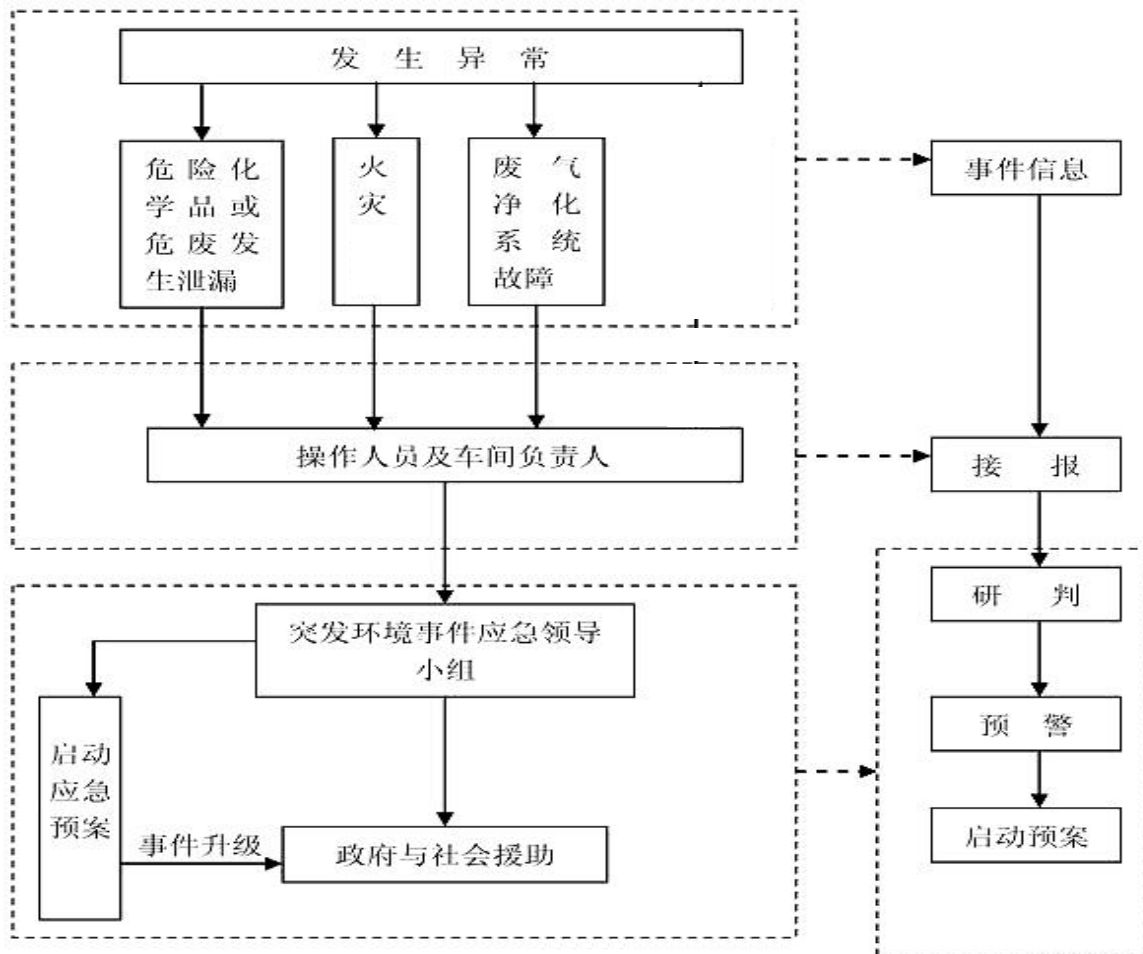 发生异常
危险化
学品或
危废发
生泄漏
火
灾
废气
净化
系统
故障
事件信息
操作人员及车间负责人
接报
突发环境事件应急领导
小组
研判
启动
应急
预案
预警
事件升级
政府与社会援助
启动预案